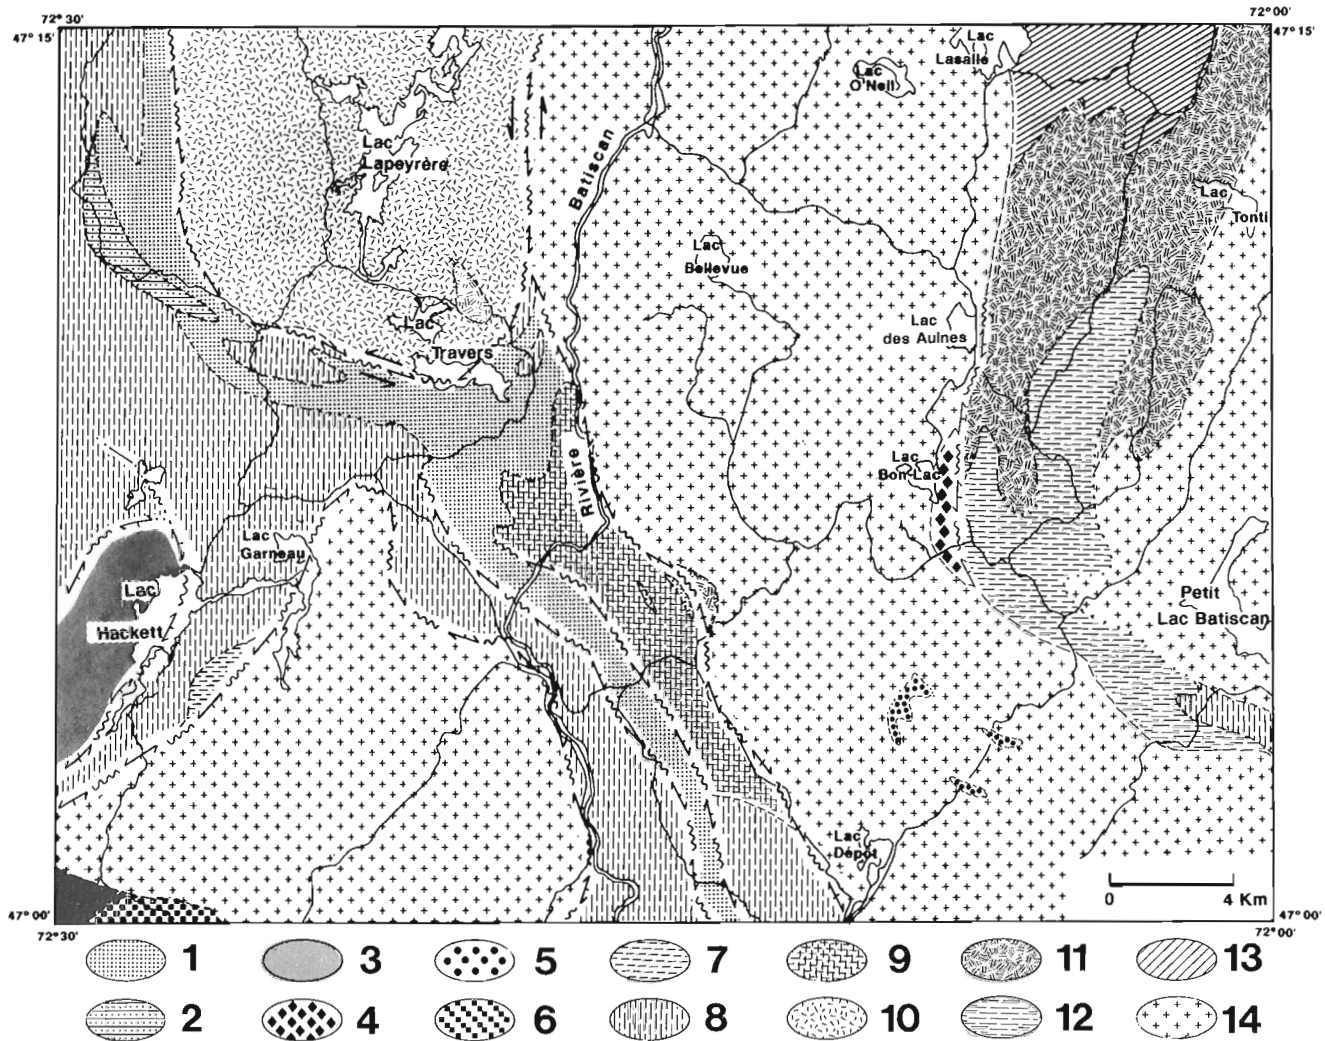 72° 30'
72° 00'
47° 15'
47° 15'
Lac
Lasalle
Lac
O'Neil
Lac
Lapeyrère
Batiscan
Lac
Tonti
Lac
Bellevue
Lac
Travers
Lac
des Aulnes
Lac
Bon-Lac
Rivière
Lac
Garneau
Lac
Hackett
Petit
Lac Batiscan
Lac
Dépôt
0 4 Km
47° 00'
47° 00'
72° 30'
72° 00'
1 3 5 7 9 11 13
2 4 6 8 10 12 14